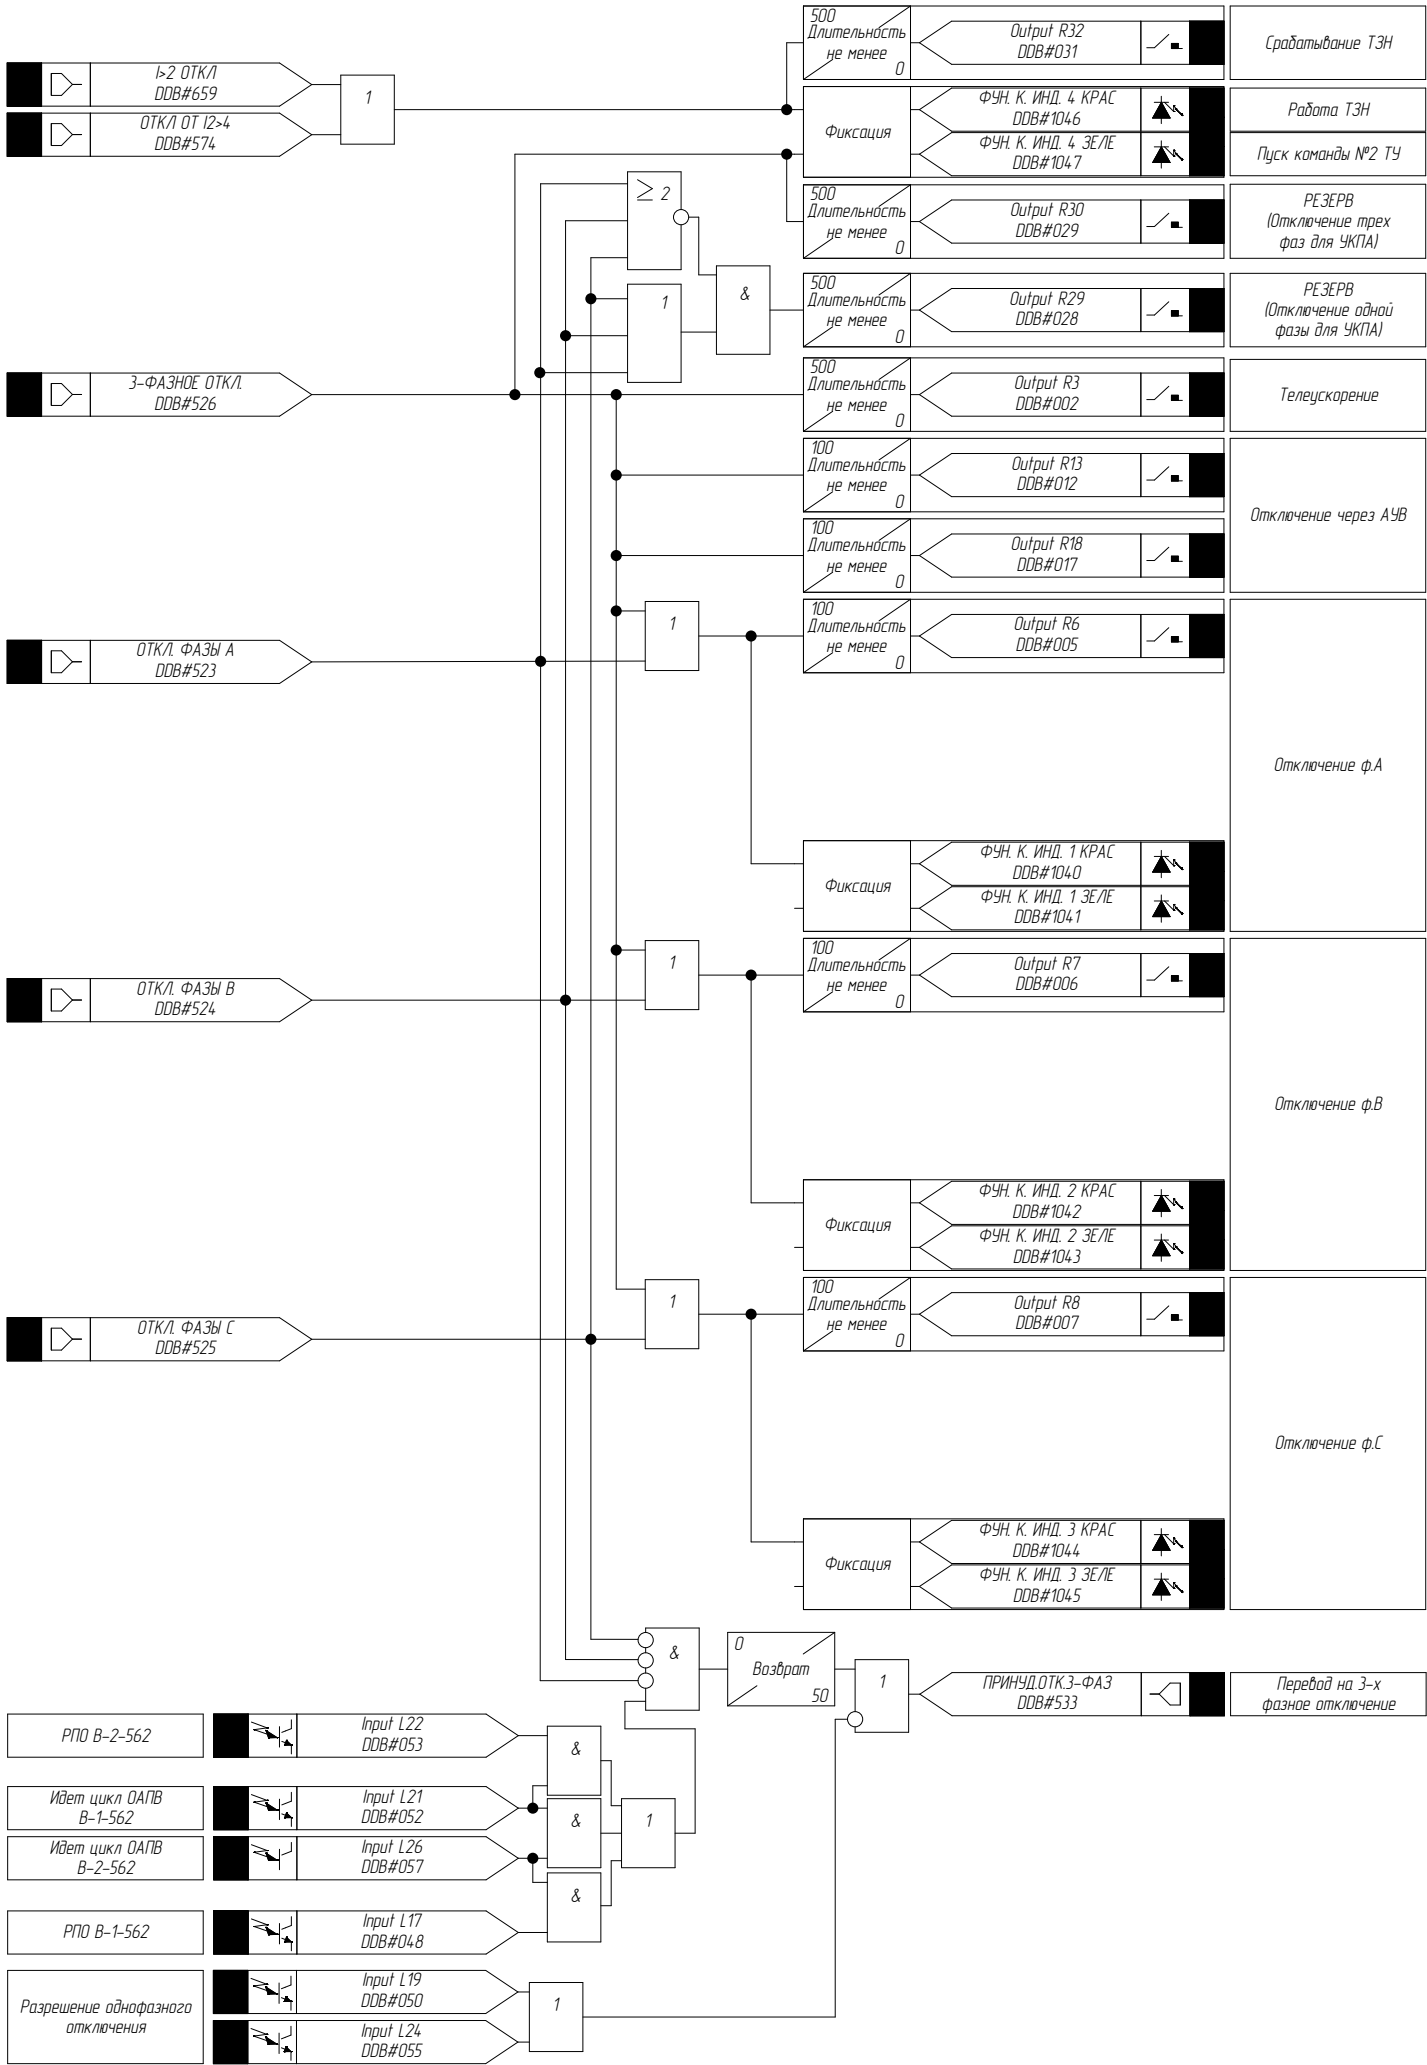 500
Длительность
не менее
0
Output R32
DDB#031
Срабатывание ТЗН
I>2 ОТКЛ
DDB#659
ОТКЛ ОТ I2>4
DDB#574
1
Фиксация
ФУН. К. ИНД. 4 КРАС
DDB#1046
Работа ТЗН
ФУН. К. ИНД. 4 ЗЕЛЕ
DDB#1047
Пуск команды №2 ТУ
≥ 2
500
Длительность
не менее
0
Output R30
DDB#029
РЕЗЕРВ
(Отключение трех
фаз для УКПА)
1
&
500
Длительность
не менее
0
Output R29
DDB#028
РЕЗЕРВ
(Отключение одной
фазы для УКПА)
3-ФАЗНОЕ ОТКЛ.
DDB#526
500
Длительность
не менее
0
Output R3
DDB#002
Телеускорение
100
Длительность
не менее
0
Output R13
DDB#012
Отключение через АУВ
100
Длительность
не менее
0
Output R18
DDB#017
ОТКЛ. ФАЗЫ А
DDB#523
1
100
Длительность
не менее
0
Output R6
DDB#005
Отключение ф.А
Фиксация
ФУН. К. ИНД. 1 КРАС
DDB#1040
ФУН. К. ИНД. 1 ЗЕЛЕ
DDB#1041
ОТКЛ. ФАЗЫ В
DDB#524
1
100
Длительность
не менее
0
Output R7
DDB#006
Отключение ф.В
Фиксация
ФУН. К. ИНД. 2 КРАС
DDB#1042
ФУН. К. ИНД. 2 ЗЕЛЕ
DDB#1043
ОТКЛ. ФАЗЫ С
DDB#525
1
100
Длительность
не менее
0
Output R8
DDB#007
Отключение ф.С
Фиксация
ФУН. К. ИНД. 3 КРАС
DDB#1044
ФУН. К. ИНД. 3 ЗЕЛЕ
DDB#1045
&
0
Возврат
50
1
ПРИНУД.ОТК.3-ФАЗ
DDB#533
Перевод на 3-х
фазное отключение
РПО В-2-562
Input L22
DDB#053
&
Идет цикл ОАПВ
В-1-562
Input L21
DDB#052
&
1
Идет цикл ОАПВ
В-2-562
Input L26
DDB#057
&
РПО В-1-562
Input L17
DDB#048
Разрешение однофазного
отключения
Input L19
DDB#050
1
Input L24
DDB#055